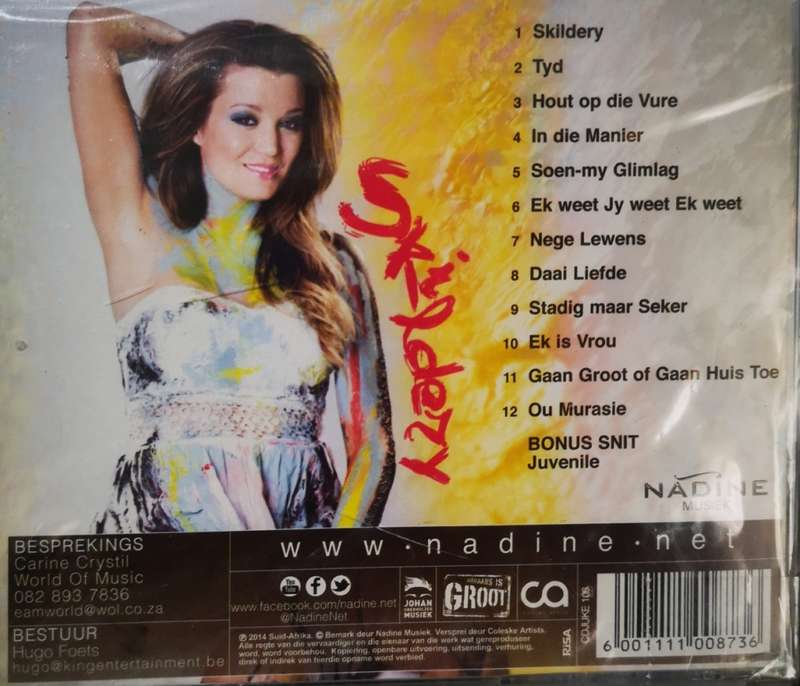 1 Skildery
2 Tyd
3 Hout op die Vure
4 In die Manier
5 Soen-my Glimlag
6 Ek weet Jy weet Ek weet
7 Nege Lewens
8 Daai Liefde
9 Stadig maar Seker
10 Ek is Vrou
11 Gaan Groot of Gaan Huis Toe
12 Ou Murasie
BONUS SNIT
Juvenile
Skildery
NADINE
MUSIEK
BESPREKINGS
Carine Crystil
World Of Music
082 893 7836
eamworld@wol.co.za
BESTUUR
Hugo Foets
hugo@kingentertainment.be
www.nadine.net
You Tube
www.facebook.com/nadine.net
@NadineNet
JOHAN
MUSIEK
AFRIKAANS IS
GROOT
ca
℗ 2014 Suid-Afrika. © Bemark deur Nadine Musiek. Versprei deur Coleske Artists.
Alle regte van die vervaardiger en die eienaar van die werk wat gereproduseer
word, word voorbehou. Kopiering, openbare uitvoering, uitsending, verhuring,
direk of indirek van hierdie opname word verbied.
RISA
6 001111 008736